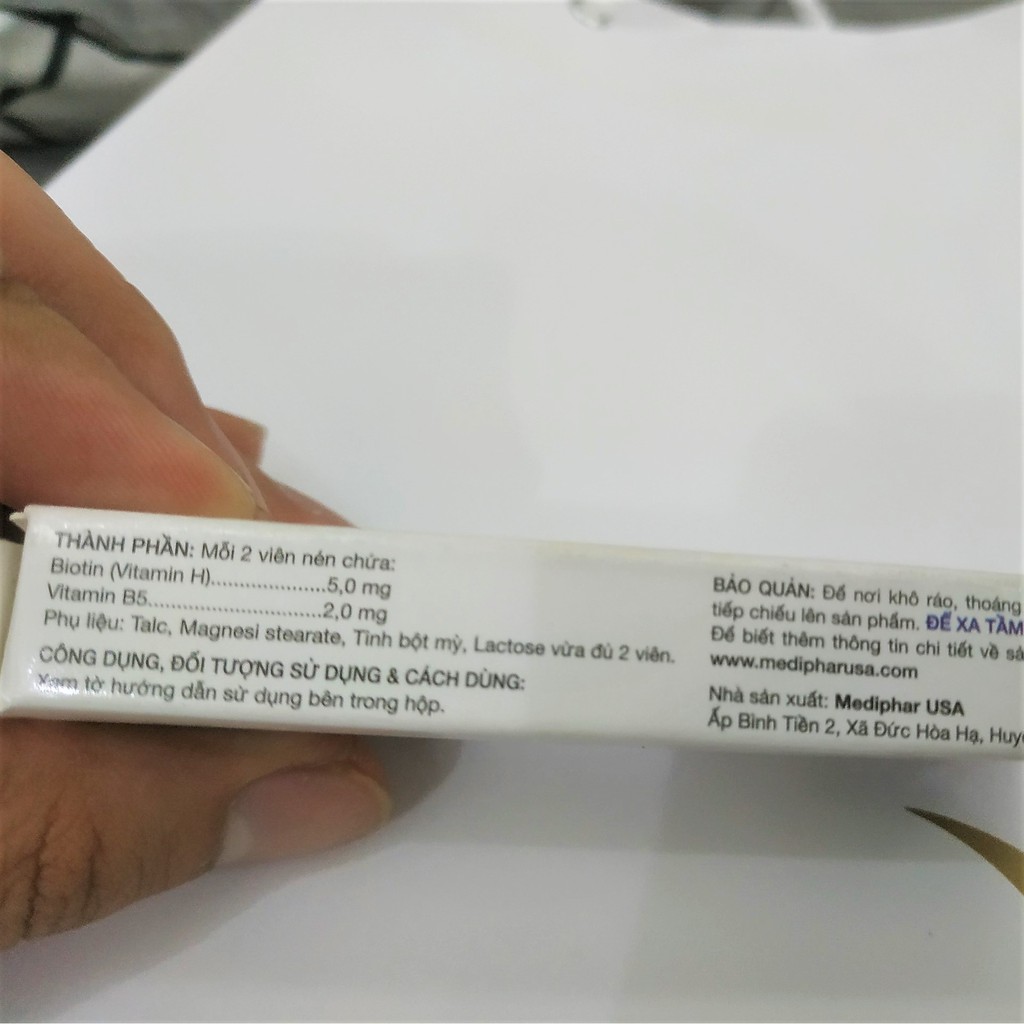 THÀNH PHẦN: Mỗi 2 viên nén chứa:
Biotin (Vitamin H)....................5,0 mg
Vitamin B5..............................2,0 mg
Phụ liệu: Talc, Magnesi stearate, Tinh bột mỳ, Lactose vừa đủ 2 viên.
CÔNG DỤNG, ĐỐI TƯỢNG SỬ DỤNG & CÁCH DÙNG:
Xem tờ hướng dẫn sử dụng bên trong hộp.
BẢO QUẢN: Để nơi khô ráo, thoáng
tiếp chiếu lên sản phẩm. ĐỂ XA TẦM
Để biết thêm thông tin chi tiết về
www.medipharusa.com
Nhà sản xuất: Mediphar USA
Ấp Bình Tiền 2, Xã Đức Hòa Hạ,